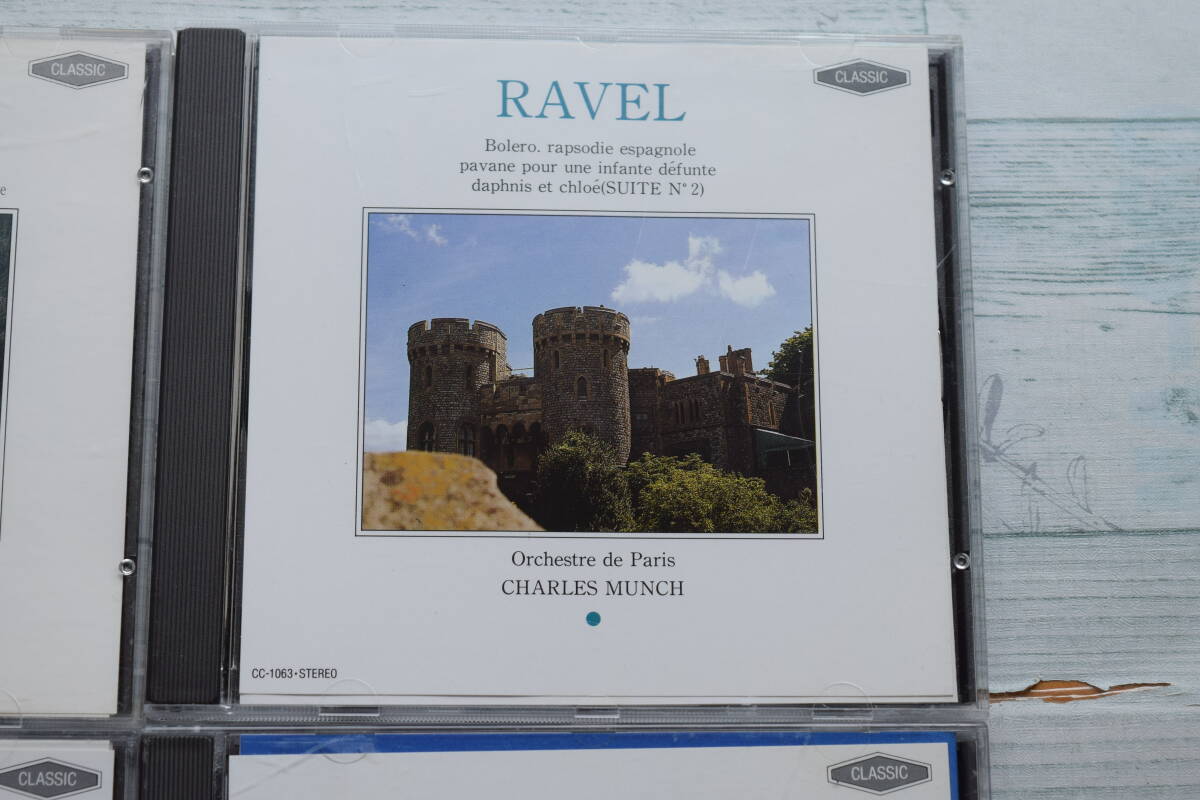 CLASSIC
e
CLASSIC
RAVEL
Bolero. rapsodie espagnole
pavane pour une infante défunte
daphnis et chloé(SUITE N° 2)
Orchestre de Paris
CHARLES MUNCH
CC-1063・STEREO
CLASSIC
CLASSIC